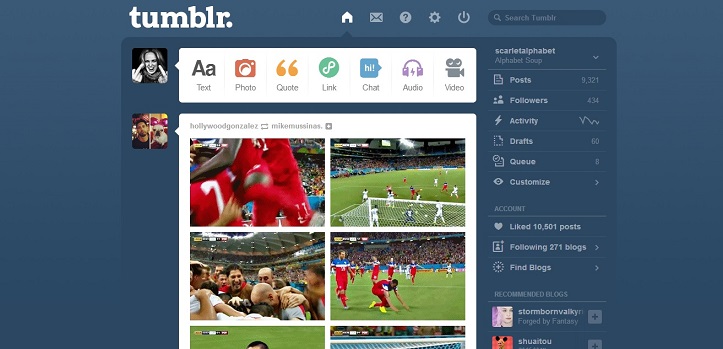 tumblr.
Search Tumblr
Aa
hi!
Text
Photo
Quote
Link
Chat
Audio
Video
hollywoodgonzalez mikemussinas.
7
scarletalphabet
Alphabet Soup
Posts 9,321
Followers 434
Activity
Drafts 60
Queue 8
Customize
ACCOUNT
Liked 10,501 posts
Following 271 blogs
Find Blogs
RECOMMENDED BLOGS
stormbornvalkyri
Forged by Fantasy
shuaitou